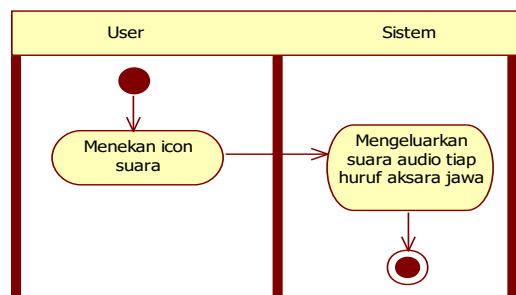 User
Sistem
Menekan icon
suara
Mengeluarkan
suara audio tiap
huruf aksara jawa